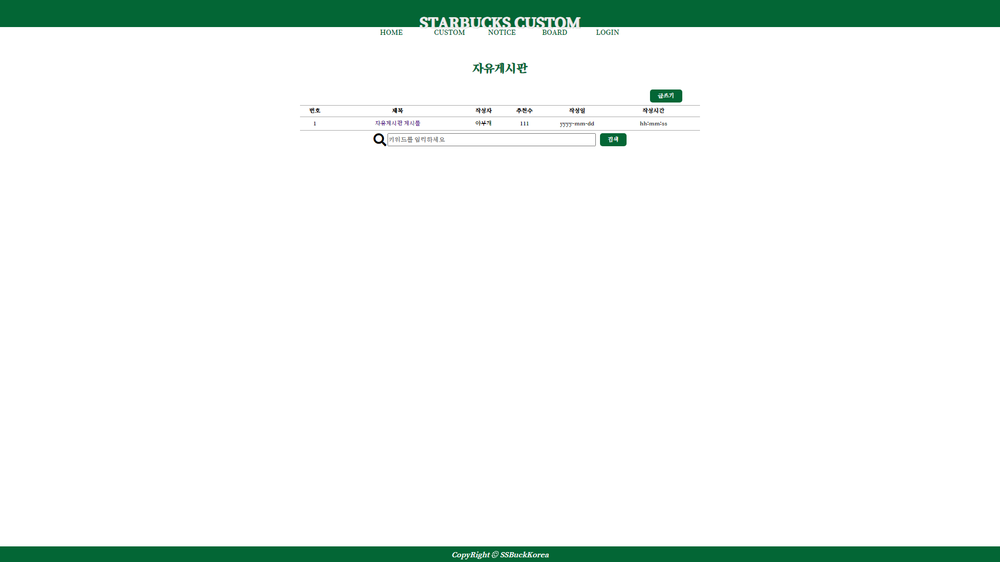 STARBUCKS CUSTOM
HOME CUSTOM NOTICE BOARD LOGIN
자유게시판
글쓰기
번호 제목 작성자 추천수 작성일 작성시간
1 자유게시판 게시물 아무개 111 yyyy-mm-dd hh:mm:ss
키워드를 입력하세요 검색
CopyRight © SSBuckKorea